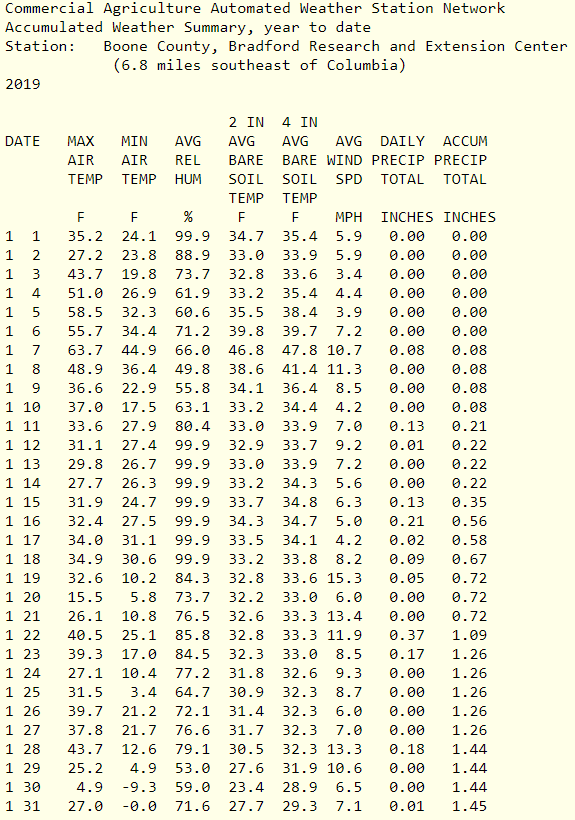 Commercial Agriculture Automated Weather Station Network
Accumulated Weather Summary, year to date
Station:   Boone County, Bradford Research and Extension Center
            (6.8 miles southeast of Columbia)
2019
                         2 IN  4 IN
DATE   MAX   MIN   AVG   AVG   AVG   AVG  DAILY  ACCUM
       AIR   AIR   REL   BARE  BARE WIND PRECIP PRECIP
       TEMP  TEMP  HUM   SOIL  SOIL  SPD  TOTAL  TOTAL
                         TEMP  TEMP
        F     F     %     F     F    MPH  INCHES INCHES
1  1   35.2  24.1  99.9  34.7  35.4  5.9   0.00   0.00
1  2   27.2  23.8  88.9  33.0  33.9  5.9   0.00   0.00
1  3   43.7  19.8  73.7  32.8  33.6  3.4   0.00   0.00
1  4   51.0  26.9  61.9  33.2  35.4  4.4   0.00   0.00
1  5   58.5  32.3  60.6  35.5  38.4  3.9   0.00   0.00
1  6   55.7  34.4  71.2  39.8  39.7  7.2   0.00   0.00
1  7   63.7  44.9  66.0  46.8  47.8 10.7   0.08   0.08
1  8   48.9  36.4  49.8  38.6  41.4 11.3   0.00   0.08
1  9   36.6  22.9  55.8  34.1  36.4  8.5   0.00   0.08
1 10   37.0  17.5  63.1  33.2  34.4  4.2   0.00   0.08
1 11   33.6  27.9  80.4  33.0  33.9  7.0   0.13   0.21
1 12   31.1  27.4  99.9  32.9  33.7  9.2   0.01   0.22
1 13   29.8  26.7  99.9  33.0  33.9  7.2   0.00   0.22
1 14   27.7  26.3  99.9  33.2  34.3  5.6   0.00   0.22
1 15   31.9  24.7  99.9  33.7  34.8  6.3   0.13   0.35
1 16   32.4  27.5  99.9  34.3  34.7  5.0   0.21   0.56
1 17   34.0  31.1  99.9  33.5  34.1  4.2   0.02   0.58
1 18   34.9  30.6  99.9  33.2  33.8  8.2   0.09   0.67
1 19   32.6  10.2  84.3  32.8  33.6 15.3   0.05   0.72
1 20   15.5   5.8  73.7  32.2  33.0  6.0   0.00   0.72
1 21   26.1  10.8  76.5  32.6  33.3 13.4   0.00   0.72
1 22   40.5  25.1  85.8  32.8  33.3 11.9   0.37   1.09
1 23   39.3  17.0  84.5  32.3  33.0  8.5   0.17   1.26
1 24   27.1  10.4  77.2  31.8  32.6  9.3   0.00   1.26
1 25   31.5   3.4  64.7  30.9  32.3  8.7   0.00   1.26
1 26   39.7  21.2  72.1  31.4  32.3  6.0   0.00   1.26
1 27   37.8  21.7  76.6  31.7  32.3  7.0   0.00   1.26
1 28   43.7  12.6  79.1  30.5  32.3 13.3   0.18   1.44
1 29   25.2   4.9  53.0  27.6  31.9 10.6   0.00   1.44
1 30    4.9  -9.3  59.0  23.4  28.9  6.5   0.00   1.44
1 31   27.0  -0.0  71.6  27.7  29.3  7.1   0.01   1.45